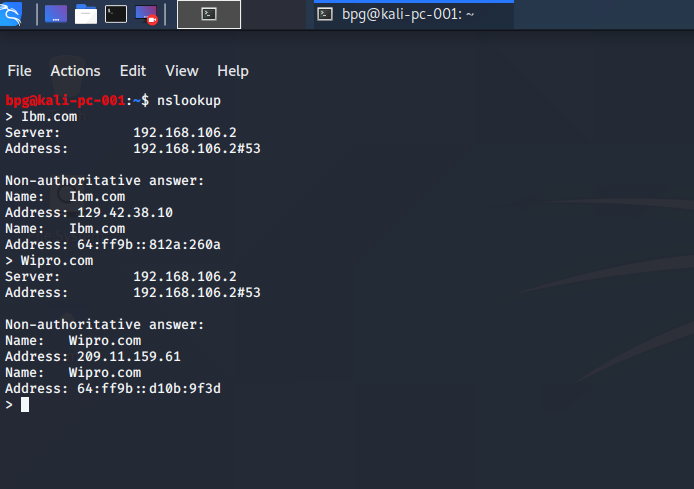 bpg@kali-pc-001: ~
File Actions Edit View Help
bpg@kali-pc-001:~$ nslookup
> Ibm.com
Server: 192.168.106.2
Address: 192.168.106.2#53
Non-authoritative answer:
Name: Ibm.com
Address: 129.42.38.10
Name: Ibm.com
Address: 64:ff9b::812a:260a
> Wipro.com
Server: 192.168.106.2
Address: 192.168.106.2#53
Non-authoritative answer:
Name: Wipro.com
Address: 209.11.159.61
Name: Wipro.com
Address: 64:ff9b::d10b:9f3d
>